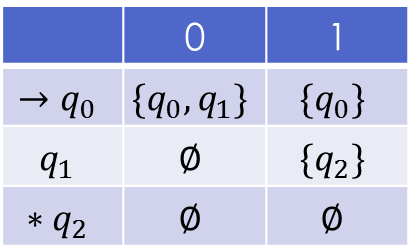 0 1
→ q₀ {q₀, q₁} {q₀}
q₁ ∅ {q₂}
* q₂ ∅ ∅